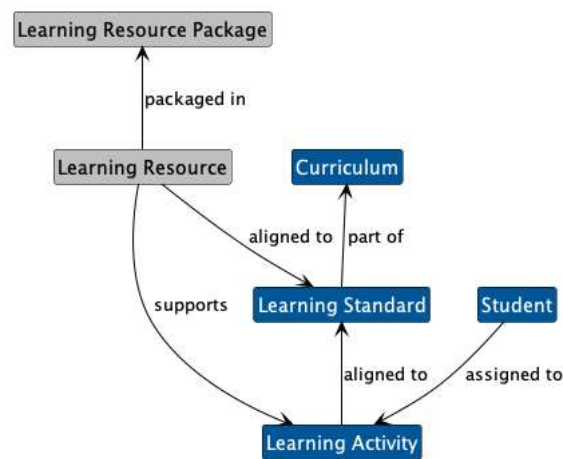 Learning Resource Package
packaged in
Learning Resource
Curriculum
aligned to
part of
supports
Learning Standard
Student
aligned to
assigned to
Learning Activity